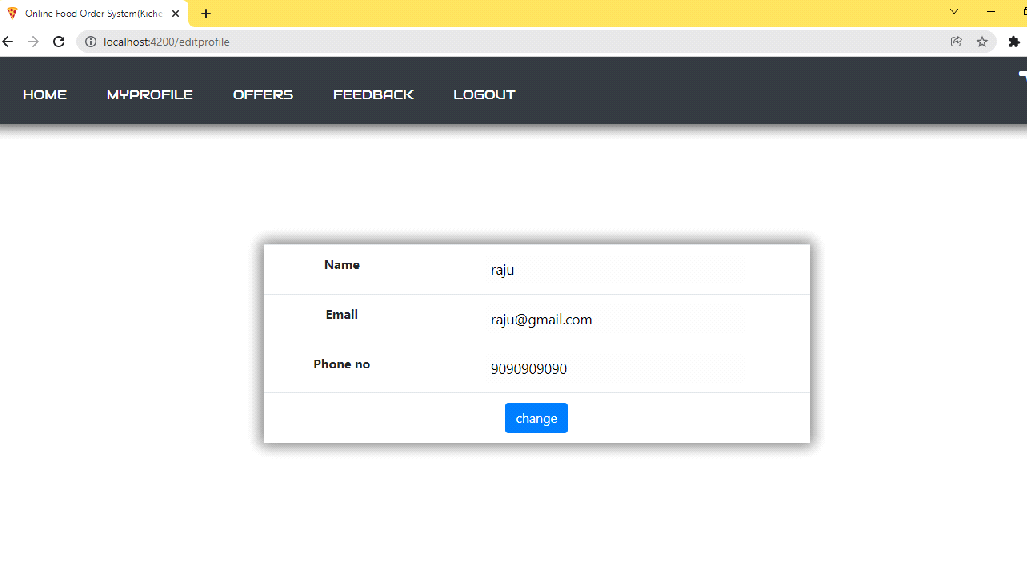 Online Food Order System(Kiche
localhost:4200/editprofile
HOME MYPROFILE OFFERS FEEDBACK LOGOUT
Name raju
Email raju@gmail.com
Phone no 9090909090
change